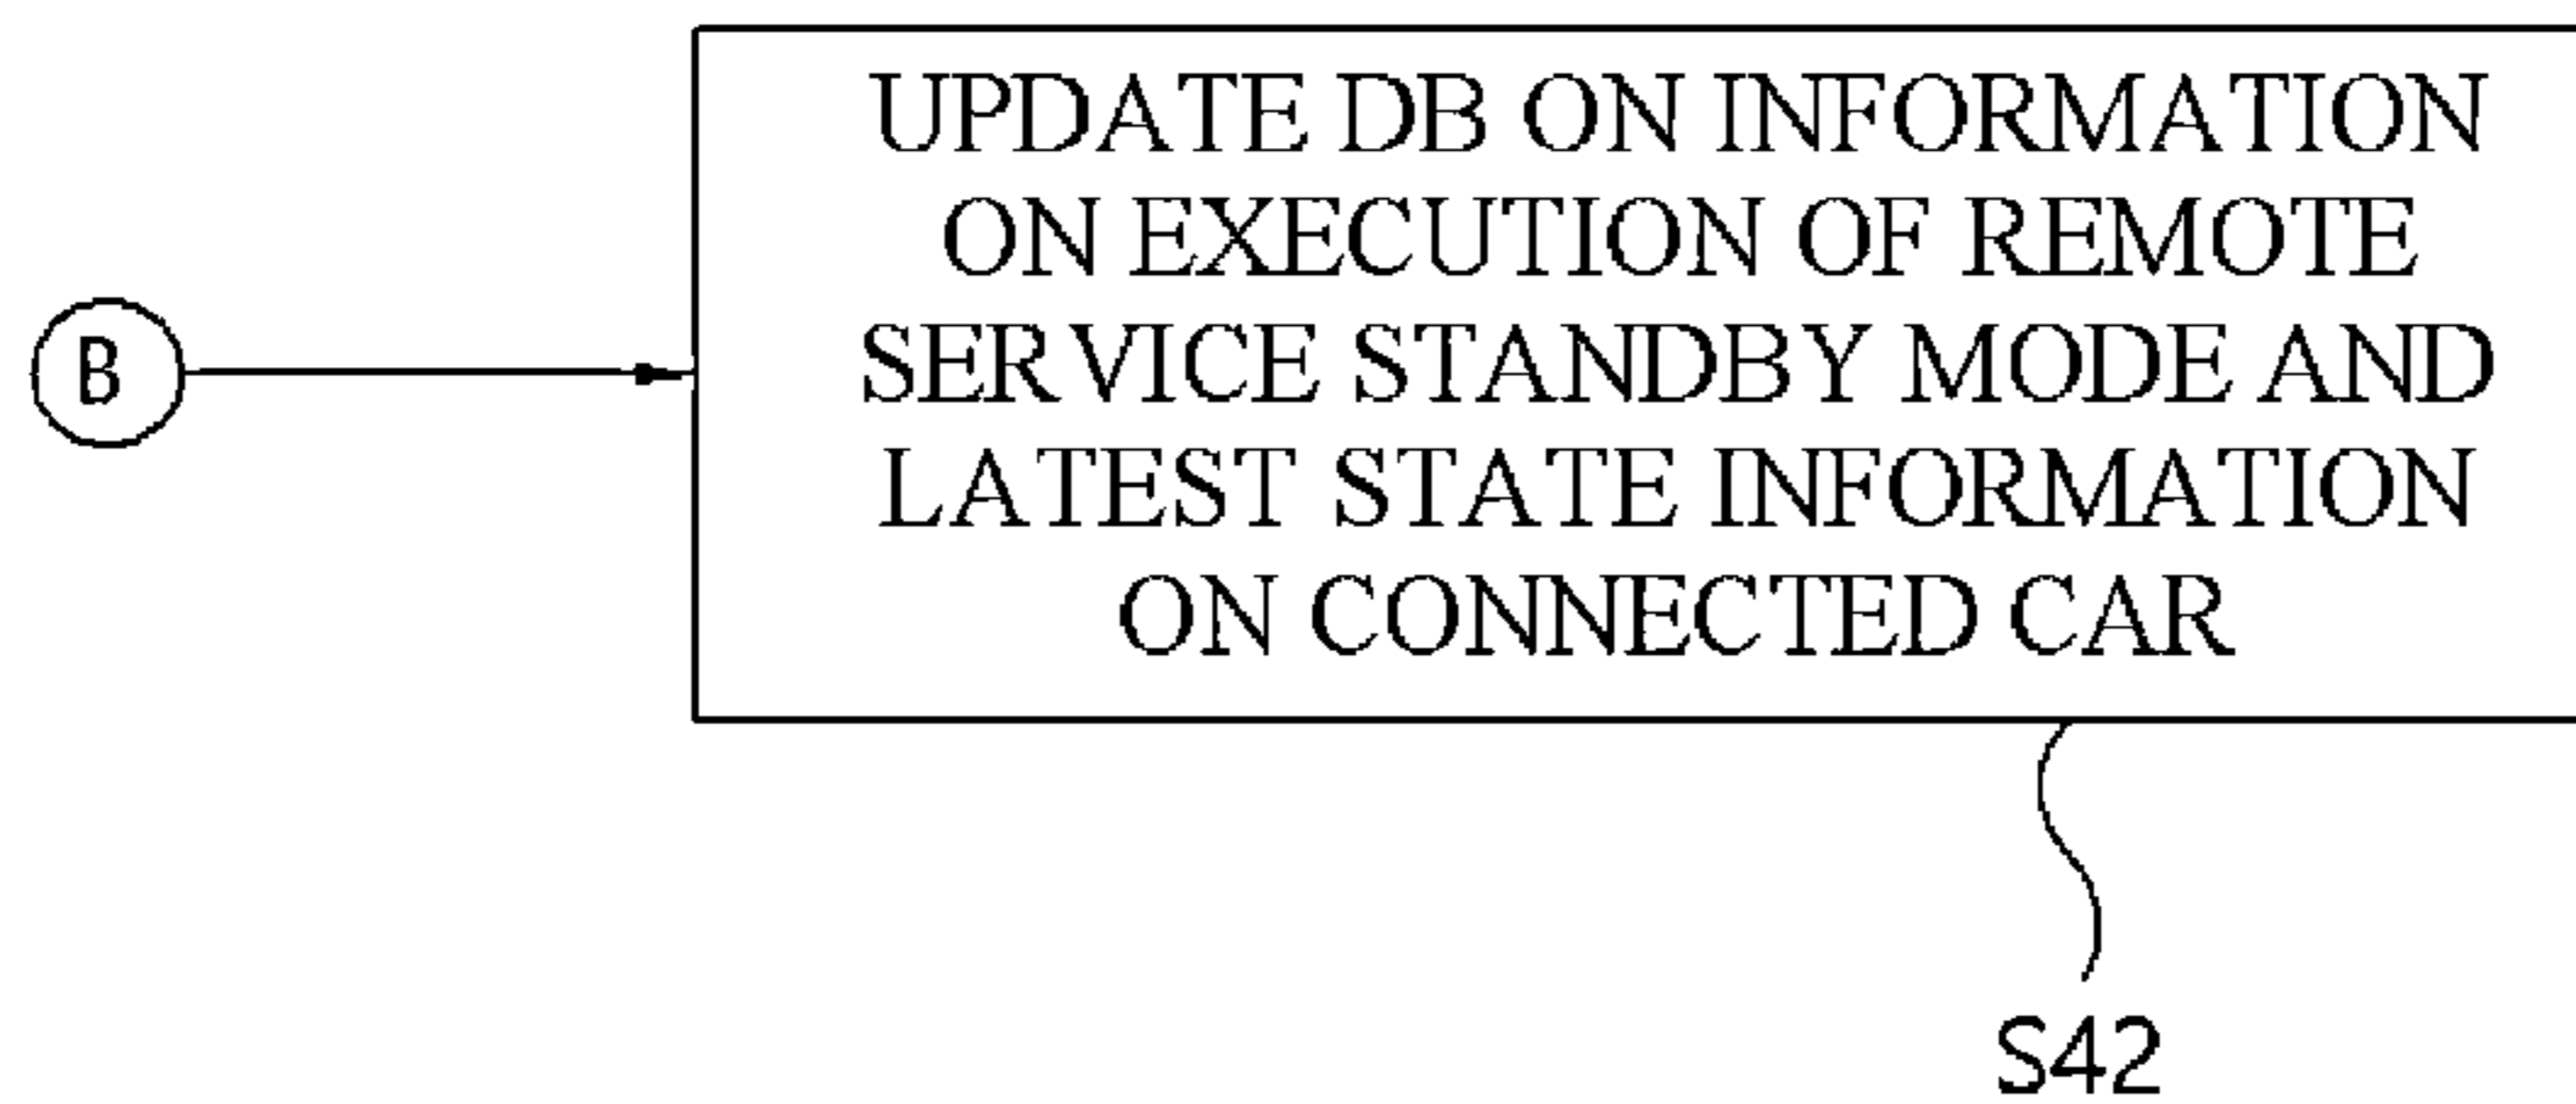 UPDATE DB ON INFORMATION
ON EXECUTION OF REMOTE
B
SERVICE STANDBY MODE AND
LATEST STATE INFORMATION
ON CONNECTED CAR
S42